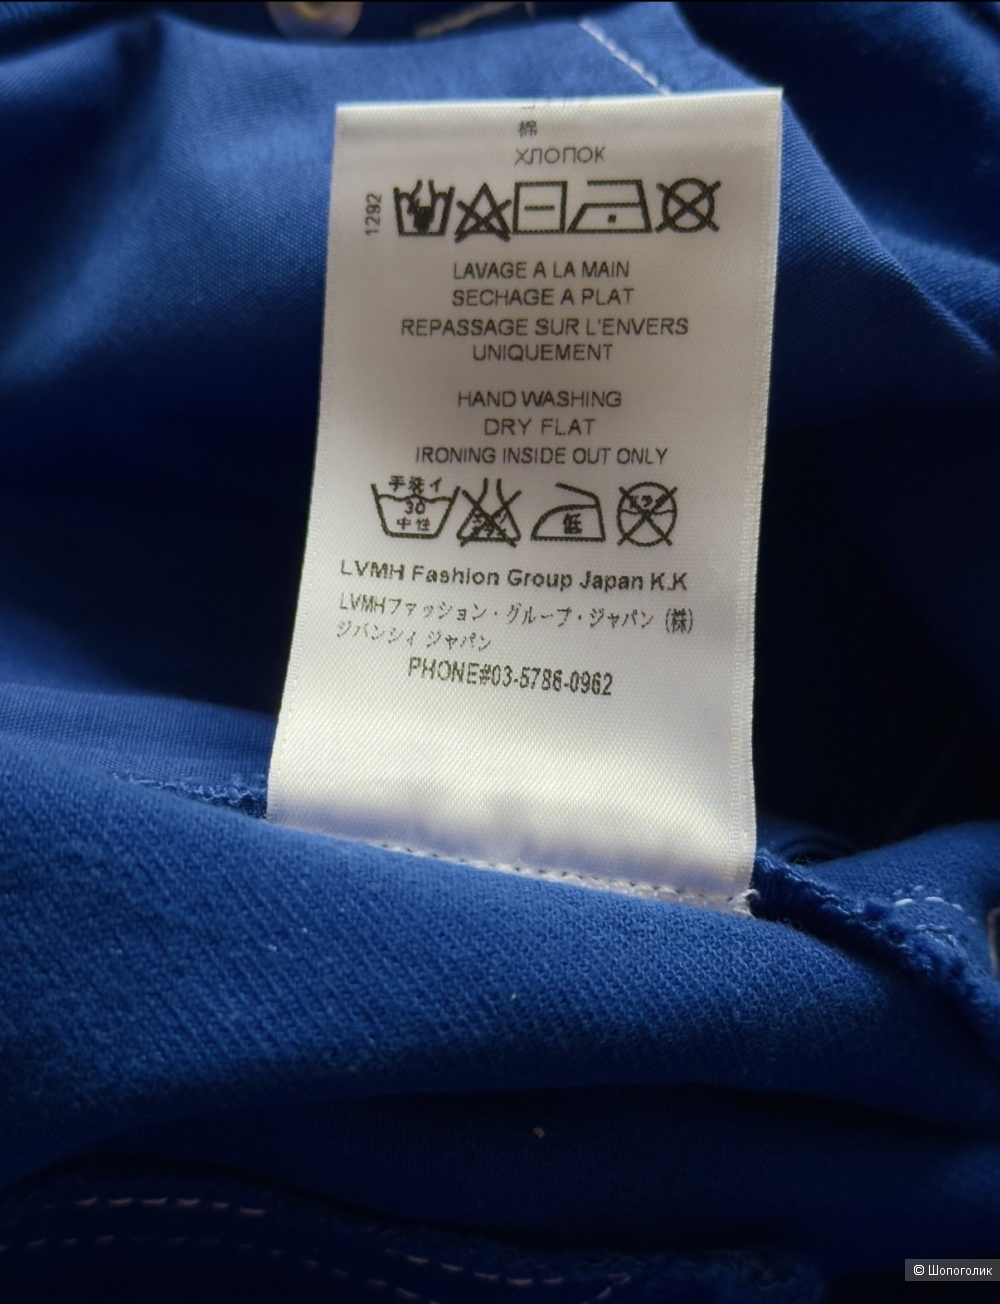 棉
ХЛОПОК
1292
LAVAGE A LA MAIN
SECHAGE A PLAT
REPASSAGE SUR L'ENVERS
UNIQUEMENT
HAND WASHING
DRY FLAT
IRONING INSIDE OUT ONLY
手洗イ
30
中性
低
LVMH Fashion Group Japan K.K
LVMHファッション・グループ・ジャパン (株)
ジバンシイ ジャパン
PHONE#03-5786-0962
© Шопоголик